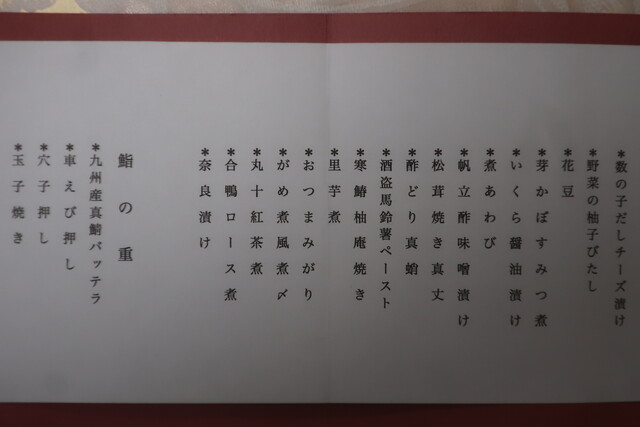 *数の子だしチーズ漬け
*野菜の柚子びたし
*花豆
*芽かぼすみつ煮
*いくら醤油漬け
*煮あわび
*帆立酢味噌漬け
*松茸焼き真丈
*酢どり真蛸
*酒盗馬鈴薯ペースト
*寒鰆柚庵焼き
*里芋煮
*おつまみがり
*がめ煮風煮〆
*丸十紅茶煮
*合鴨ロース煮
*奈良漬け
鮨の重
*九州産真鯖バッテラ
*車えび押し
*穴子押し
*玉子焼き